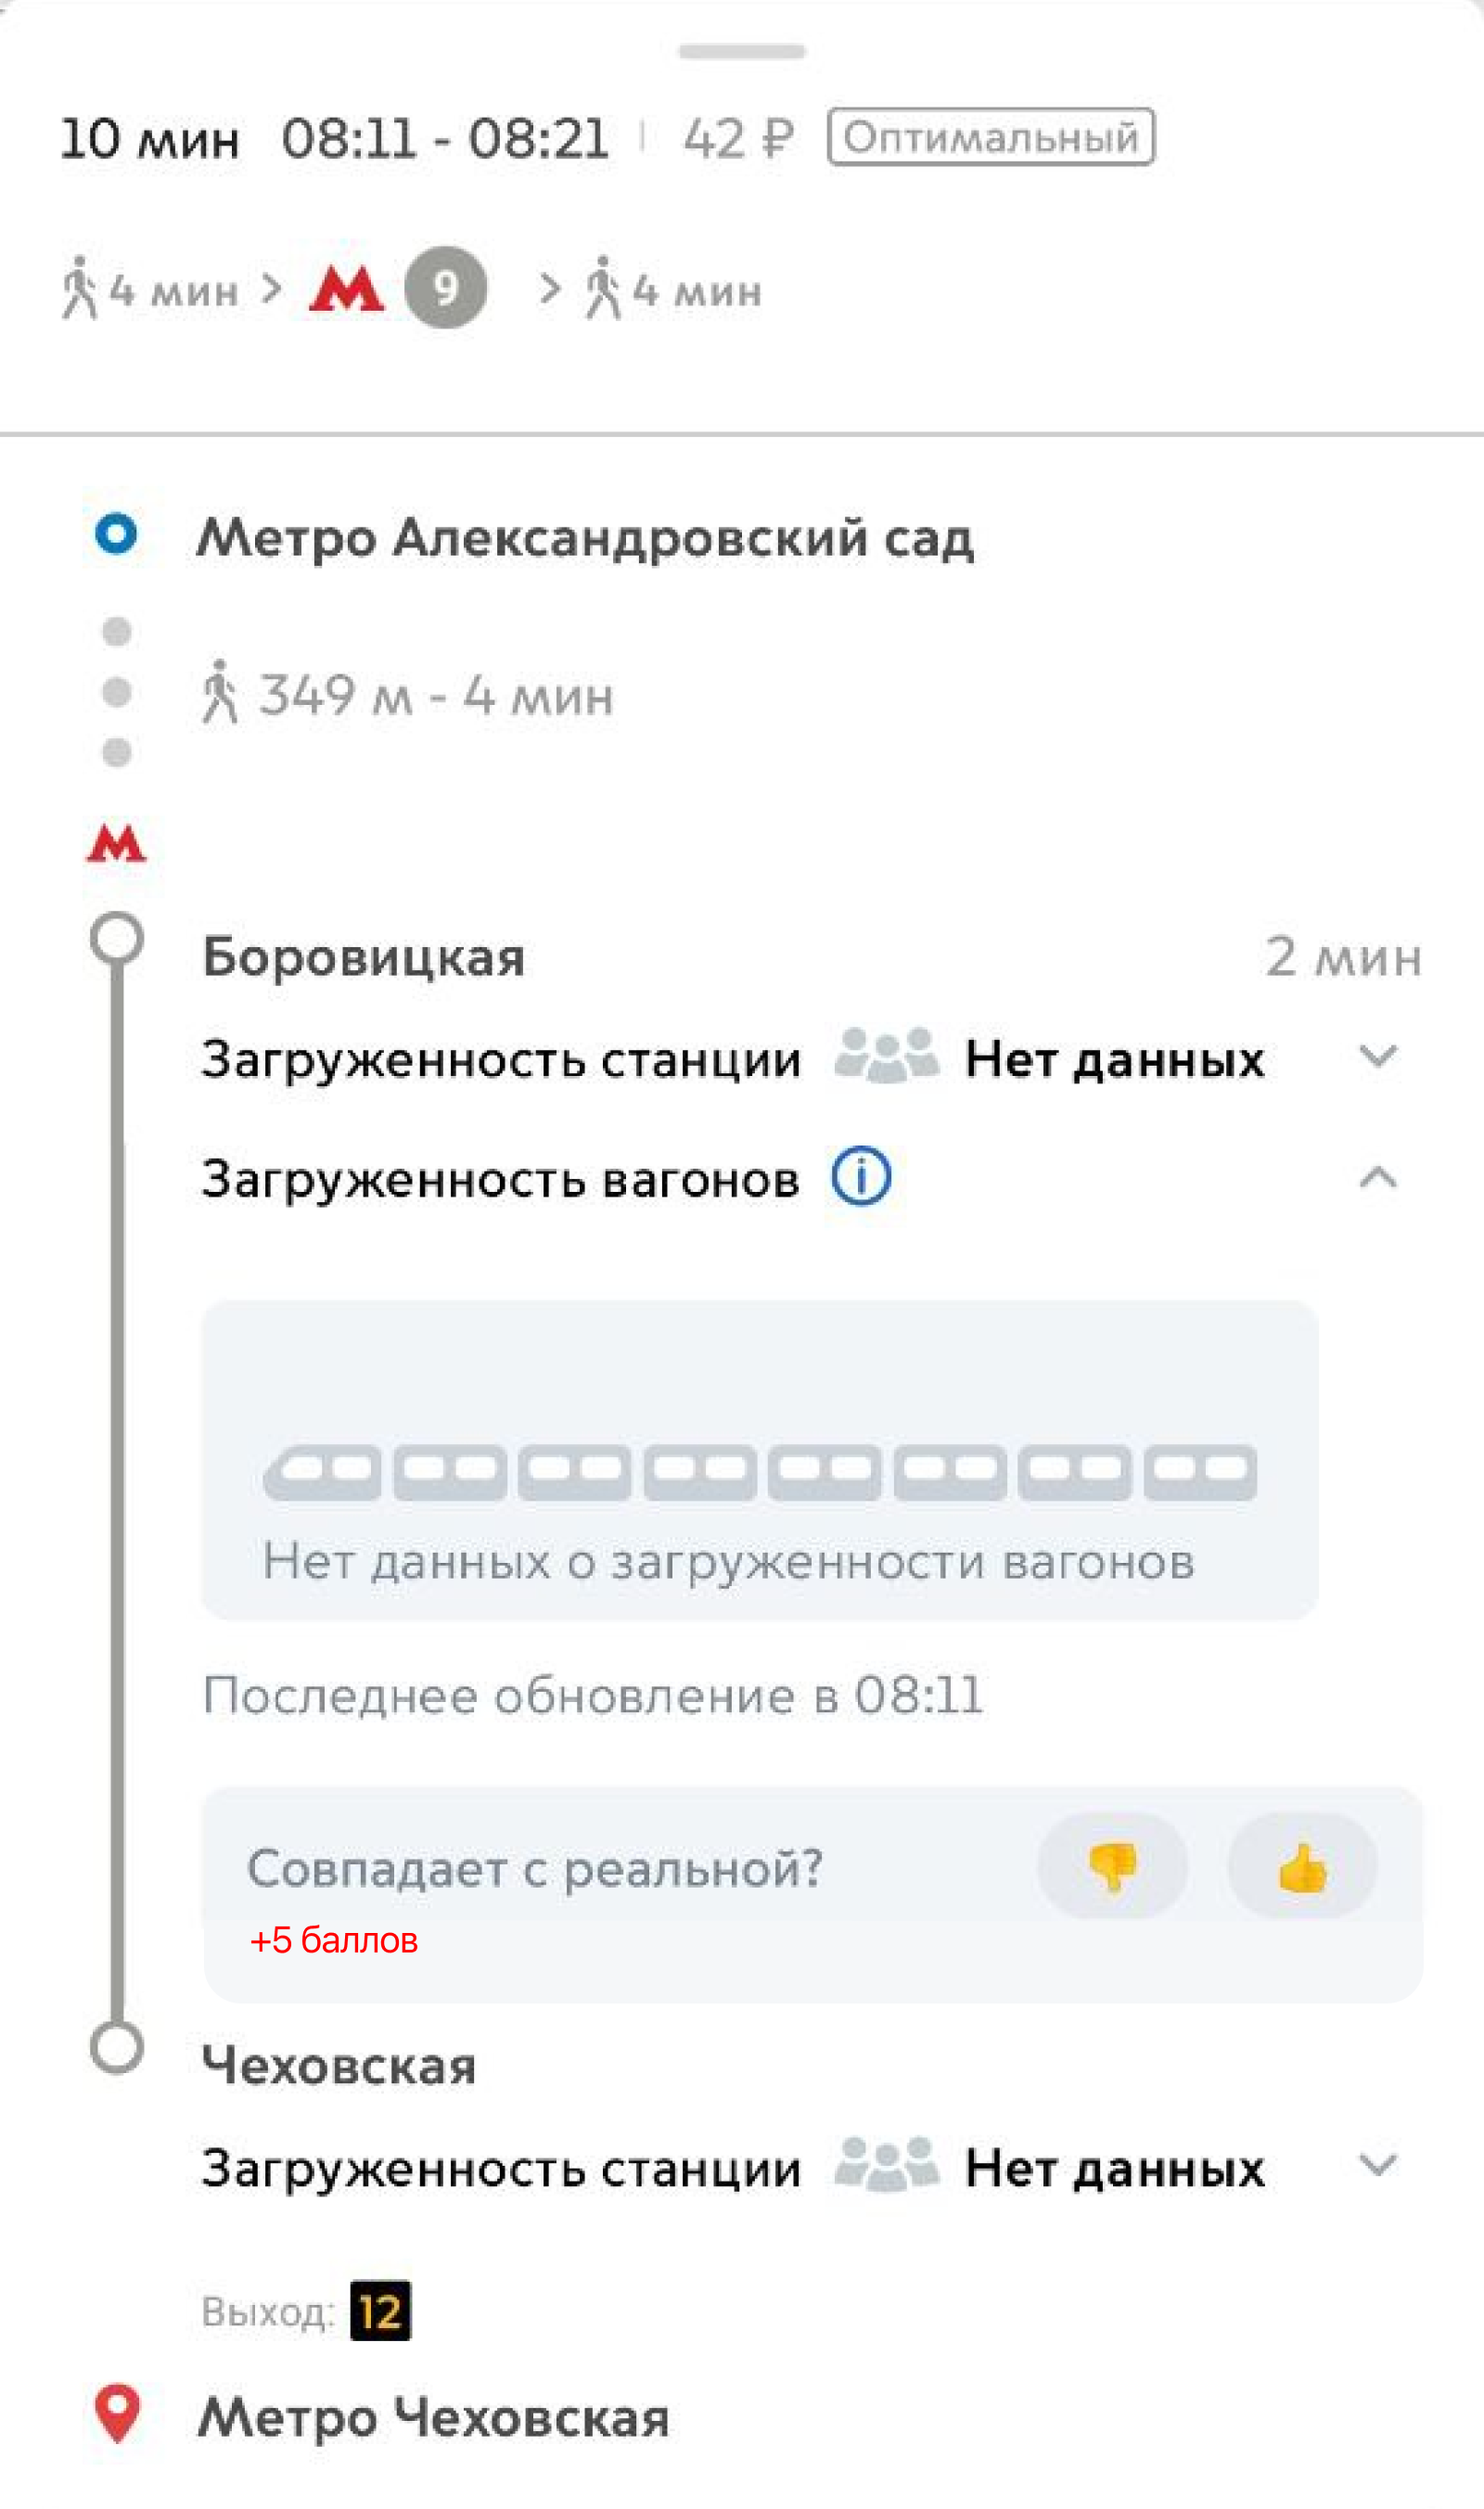 10 мин 08:11 - 08:21 42 ₽ Оптимальный
4 мин > М 9 > 4 мин
Метро Александровский сад
349 м - 4 мин
М
Боровицкая 2 мин
Загруженность станции Нет данных
Загруженность вагонов i
Нет данных о загруженности вагонов
Последнее обновление в 08:11
Совпадает с реальной?
+5 баллов
Чеховская
Загруженность станции Нет данных
Выход: 12
Метро Чеховская